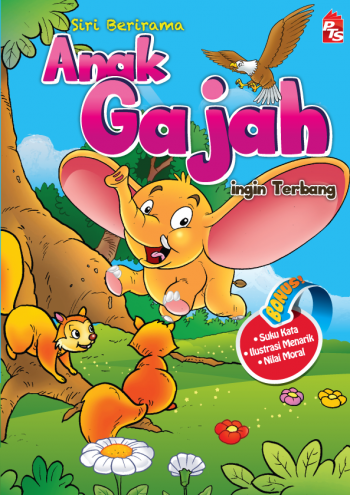 Siri Berirama
PTS
Anak
Gajah
ingin Terbang
BONUS!
• Suku Kata
• Ilustrasi Menarik
• Nilai Moral